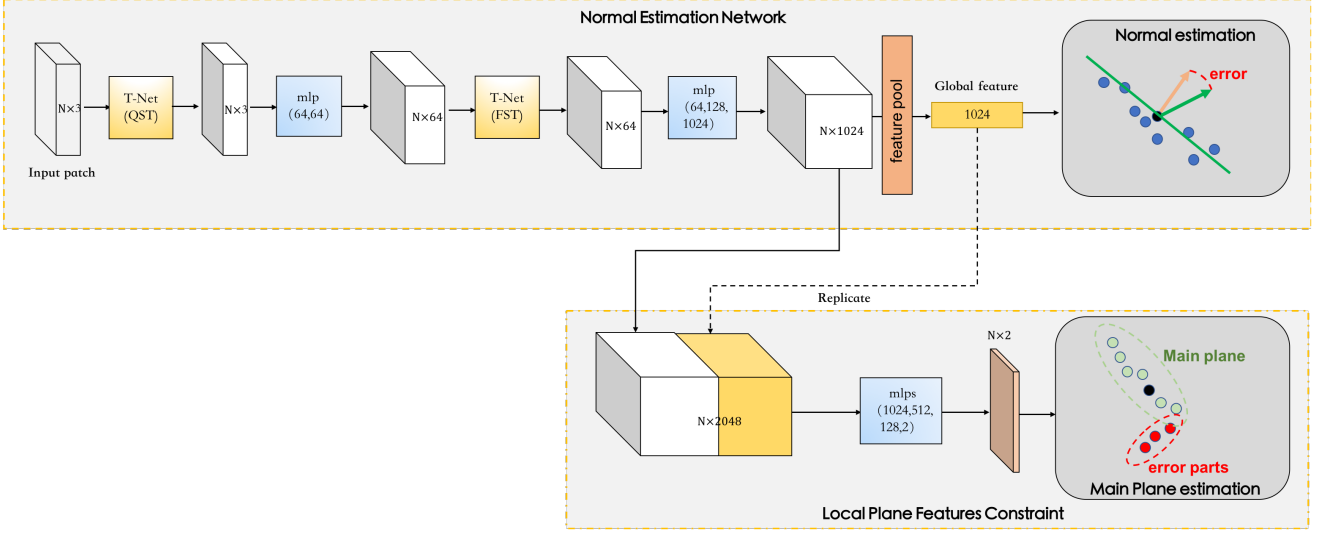 Normal Estimation Network
N×3
Input patch
T-Net
(QST)
N×3
mlp
(64,64)
N×64
T-Net
(FST)
N×64
mlp
(64,128,
1024)
N×1024
feature pool
Global feature
1024
Normal estimation
error
Replicate
N×2048
mlps
(1024,512,
128,2)
N×2
Main plane
error parts
Main Plane estimation
Local Plane Features Constraint